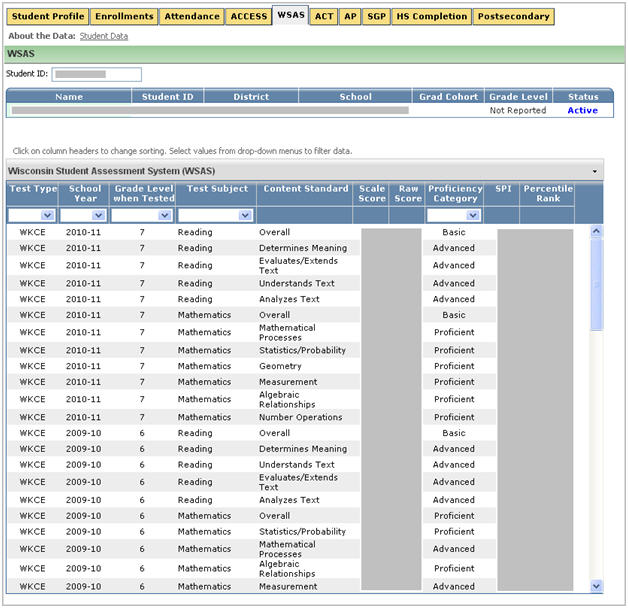 Student Profile Enrollments Attendance ACCESS WSAS ACT AP SGP HS Completion Postsecondary
About the Data: Student Data
WSAS
Student ID:
Name Student ID District School Grad Cohort Grade Level Status
Not Reported Active
Click on column headers to change sorting. Select values from drop-down menus to filter data.
Wisconsin Student Assessment System (WSAS)
Test Type School Grade Level Test Subject Content Standard Scale Raw Proficiency SPI Percentile
Year when Tested Score Score Category Rank
WKCE 2010-11 7 Reading Overall Basic
WKCE 2010-11 7 Reading Determines Meaning Advanced
WKCE 2010-11 7 Reading Evaluates/Extends Advanced
Text
WKCE 2010-11 7 Reading Understands Text Advanced
WKCE 2010-11 7 Reading Analyzes Text Advanced
WKCE 2010-11 7 Mathematics Overall Basic
WKCE 2010-11 7 Mathematics Mathematical Proficient
Processes
WKCE 2010-11 7 Mathematics Statistics/Probability Proficient
WKCE 2010-11 7 Mathematics Geometry Proficient
WKCE 2010-11 7 Mathematics Measurement Proficient
WKCE 2010-11 7 Mathematics Algebraic Proficient
Relationships
WKCE 2010-11 7 Mathematics Number Operations Proficient
WKCE 2009-10 6 Reading Overall Basic
WKCE 2009-10 6 Reading Determines Meaning Advanced
WKCE 2009-10 6 Reading Understands Text Advanced
WKCE 2009-10 6 Reading Evaluates/Extends Advanced
Text
WKCE 2009-10 6 Reading Analyzes Text Advanced
WKCE 2009-10 6 Mathematics Overall Proficient
WKCE 2009-10 6 Mathematics Statistics/Probability Proficient
WKCE 2009-10 6 Mathematics Mathematical Advanced
Processes
WKCE 2009-10 6 Mathematics Algebraic Proficient
Relationships
WKCE 2009-10 6 Mathematics Measurement Advanced